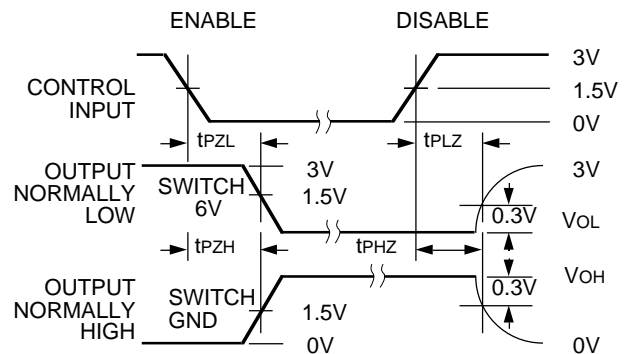 ENABLE DISABLE
CONTROL INPUT
3V
1.5V
0V
tPZL tPLZ
OUTPUT NORMALLY LOW
SWITCH 6V
3V
1.5V
0.3V VOL
tPZH tPHZ
OUTPUT NORMALLY HIGH
SWITCH GND
1.5V
0V
VOH
0.3V
0V